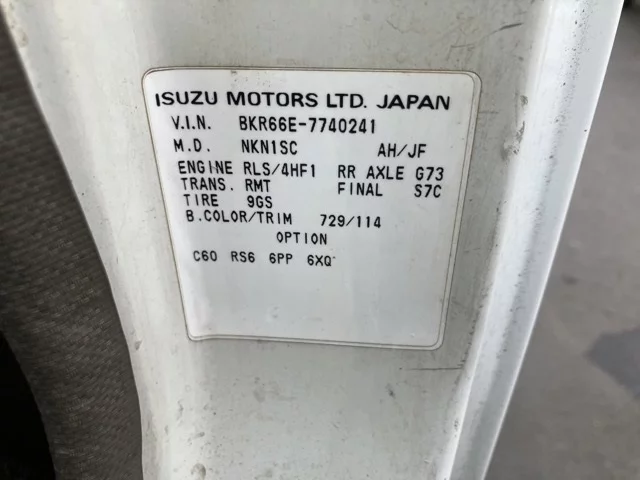 ISUZU MOTORS LTD. JAPAN
V.I.N. BKR66E-7740241
M.D. NKN1SC AH/JF
ENGINE RLS/4HF1 RR AXLE G73
TRANS. RMT FINAL S7C
TIRE 9GS
B.COLOR/TRIM 729/114
OPTION
C60 RS6 6PP 6XQ